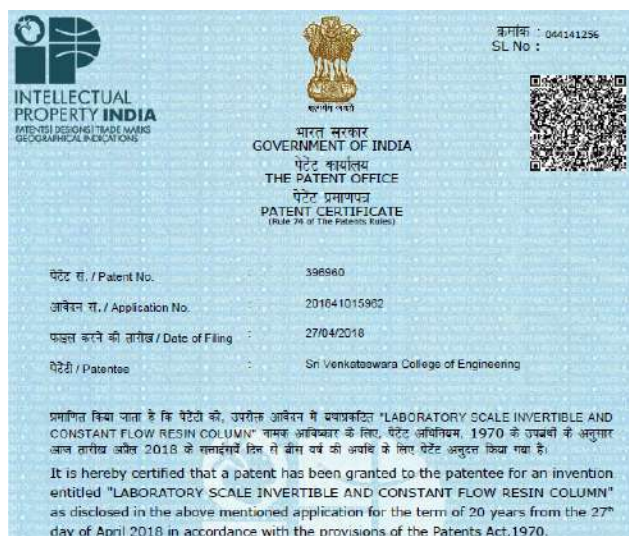 क्रमांक : 044141256
SL No :
INTELLECTUAL
PROPERTY INDIA
PATENTS | DESIGNS | TRADE MARKS
GEOGRAPHICAL INDICATIONS
सत्यमेव जयते
भारत सरकार
GOVERNMENT OF INDIA
पेटेंट कार्यालय
THE PATENT OFFICE
पेटेंट प्रमाणपत्र
PATENT CERTIFICATE
(Rule 74 of The Patents Rules)
पेटेंट सं. / Patent No. : 396960
आवेदन सं. / Application No. : 201841015982
फाइल करने की तारीख / Date of Filing : 27/04/2018
पेटेंटी / Patentee : Sri Venkateswara College of Engineering
प्रमाणित किया जाता है कि पेटेंटी को, उपरोक्त आवेदन में यथाप्रकटित "LABORATORY SCALE INVERTIBLE AND
CONSTANT FLOW RESIN COLUMN" नामक आविष्कार के लिए, पेटेंट अधिनियम, 1970 के उपबंधों के अनुसार
आज तारीख अप्रैल 2018 के सत्ताईसवें दिन से बीस वर्ष की अवधि के लिए पेटेंट अनुदत्त किया गया है।
It is hereby certified that a patent has been granted to the patentee for an invention
entitled "LABORATORY SCALE INVERTIBLE AND CONSTANT FLOW RESIN COLUMN"
as disclosed in the above mentioned application for the term of 20 years from the 27th
day of April 2018 in accordance with the provisions of the Patents Act,1970.